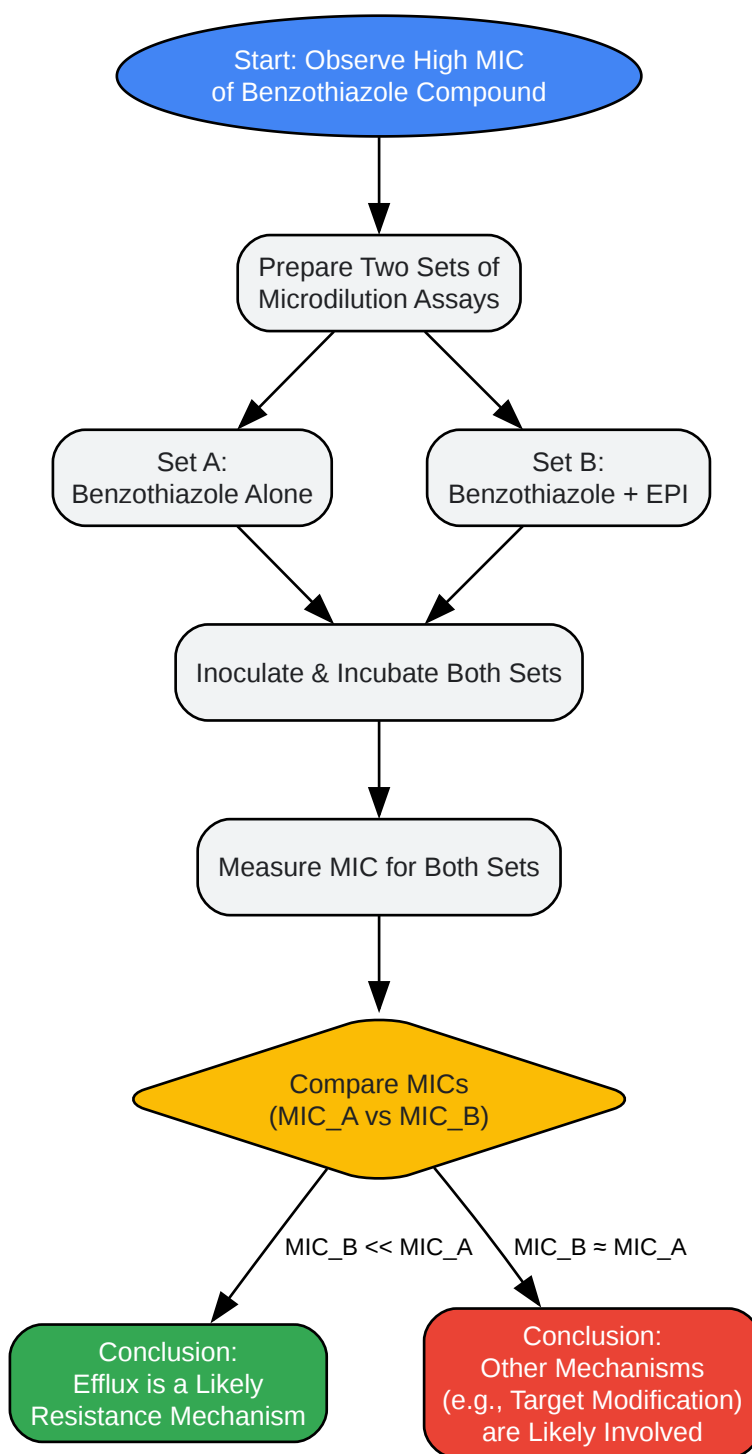 Start: Observe High MIC
of Benzothiazole Compound
Prepare Two Sets of
Microdilution Assays
Set A:
Benzothiazole Alone
Set B:
Benzothiazole + EPI
Inoculate & Incubate Both Sets
Measure MIC for Both Sets
Compare MICs
(MIC_A vs MIC_B)
MIC_B << MIC_A
MIC_B ≈ MIC_A
Conclusion:
Efflux is a Likely
Resistance Mechanism
Conclusion:
Other Mechanisms
(e.g., Target Modification)
are Likely Involved